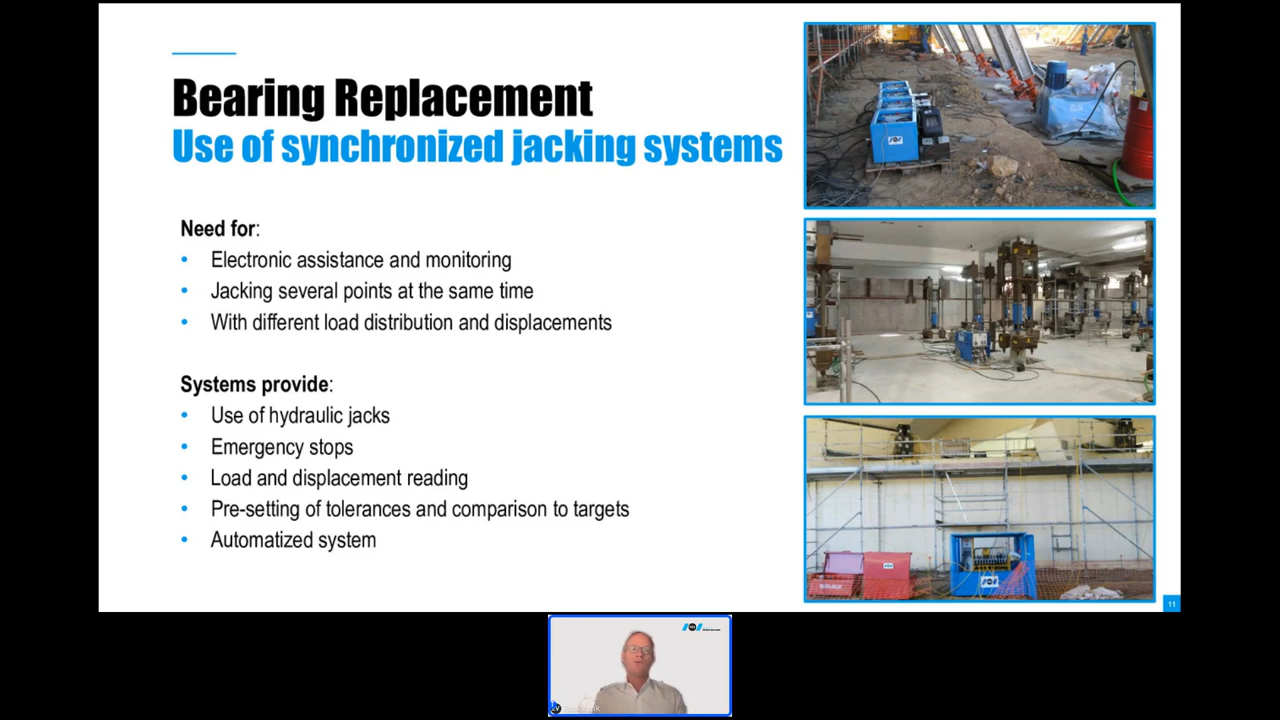 Bearing Replacement
Use of synchronized jacking systems
Need for:
• Electronic assistance and monitoring
• Jacking several points at the same time
• With different load distribution and displacements
Systems provide:
• Use of hydraulic jacks
• Emergency stops
• Load and displacement reading
• Pre-setting of tolerances and comparison to targets
• Automatized system
11